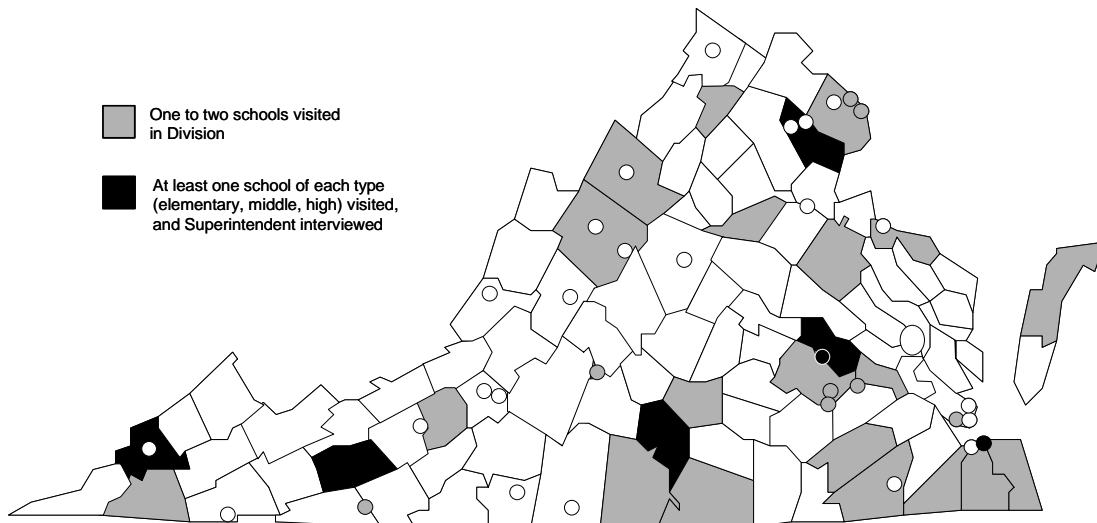 One to two schools visited
in Division
At least one school of each type
(elementary, middle, high) visited,
and Superintendent interviewed